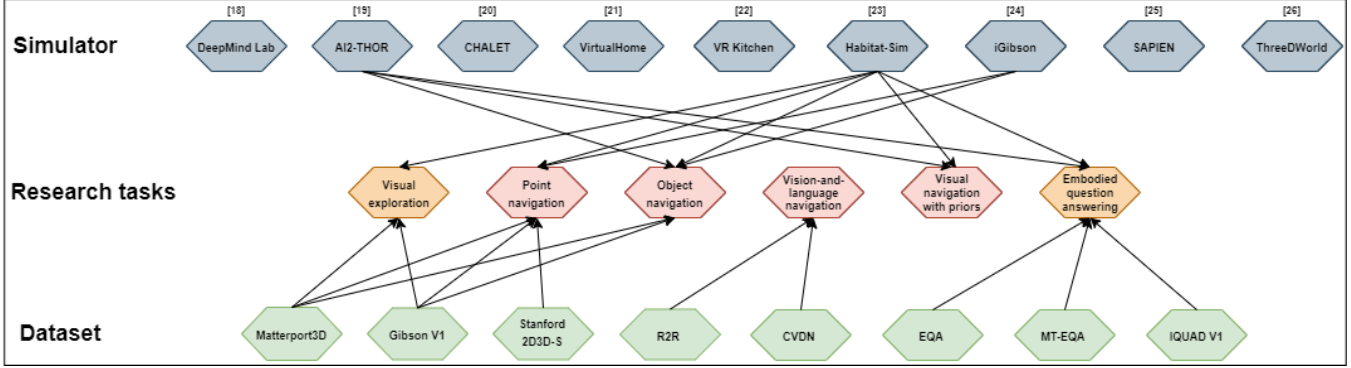 [18] [19] [20] [21] [22] [23] [24] [25] [26]
Simulator
DeepMind Lab
AI2-THOR
CHALET
VirtualHome
VR Kitchen
Habitat-Sim
iGibson
SAPIEN
ThreeDWorld
Research tasks
Visual
exploration
Point
navigation
Object
navigation
Vision-and-
language
navigation
Visual
navigation
with priors
Embodied
question
answering
Dataset
Matterport3D
Gibson V1
Stanford
2D3D-S
R2R
CVDN
EQA
MT-EQA
IQUAD V1